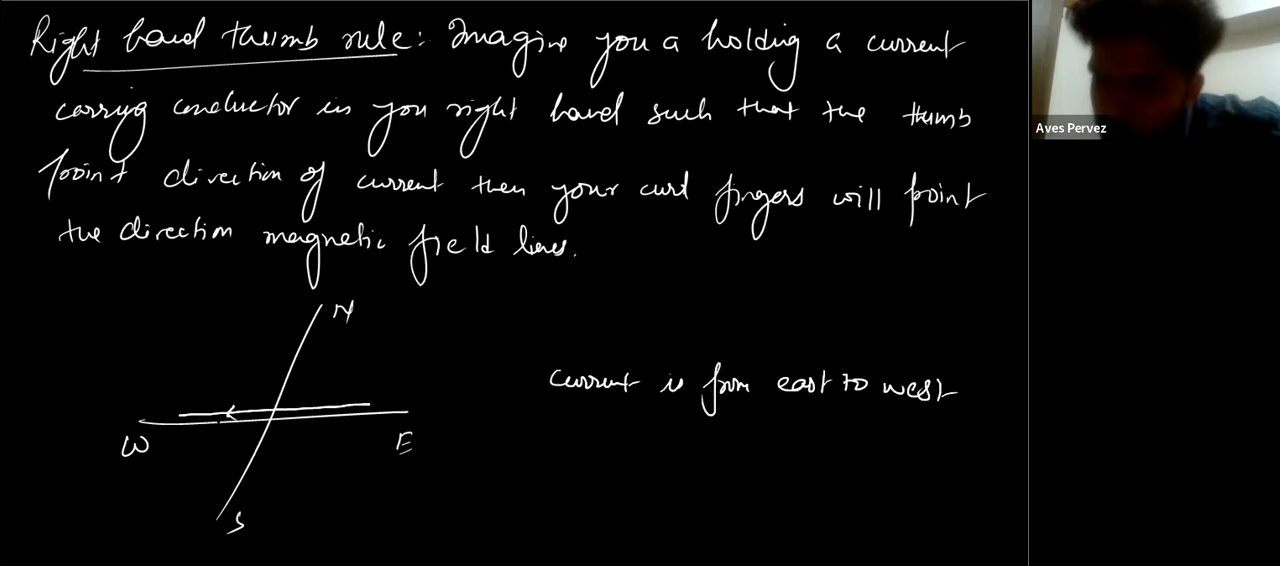 Right hand thumb rule: Imagine you a holding a current
carring conductor in you right hand such that the thumb
point direction of current then your curl fingers will point
the direction magnetic field lines.
Aves Pervez
N
current is from east to west
W
E
S